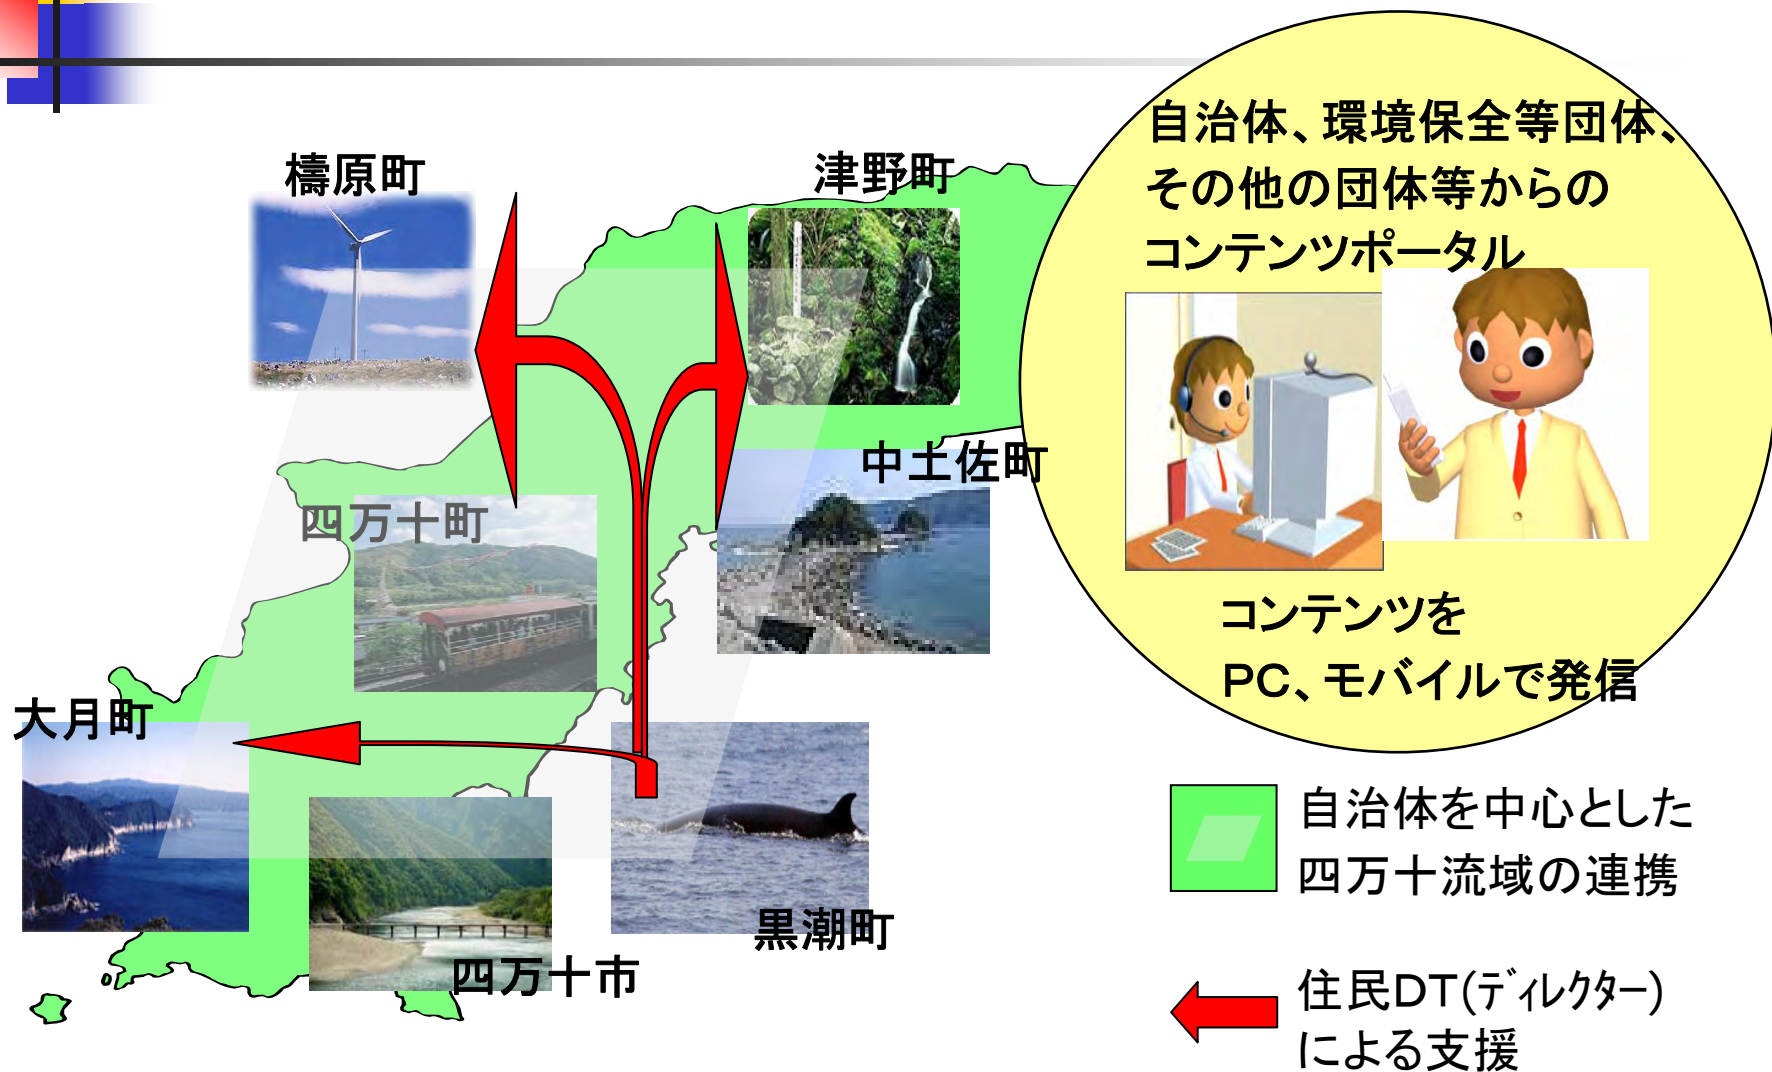 自治体、環境保全等団体、
その他の団体等からの
コンテンツポータル
梼原町
津野町
中土佐町
四万十町
コンテンツを
PC、モバイルで発信
大月町
自治体を中心とした
四万十流域の連携
黒潮町
四万十市
住民DT(ﾃﾞｨﾚｸﾀｰ)
による支援